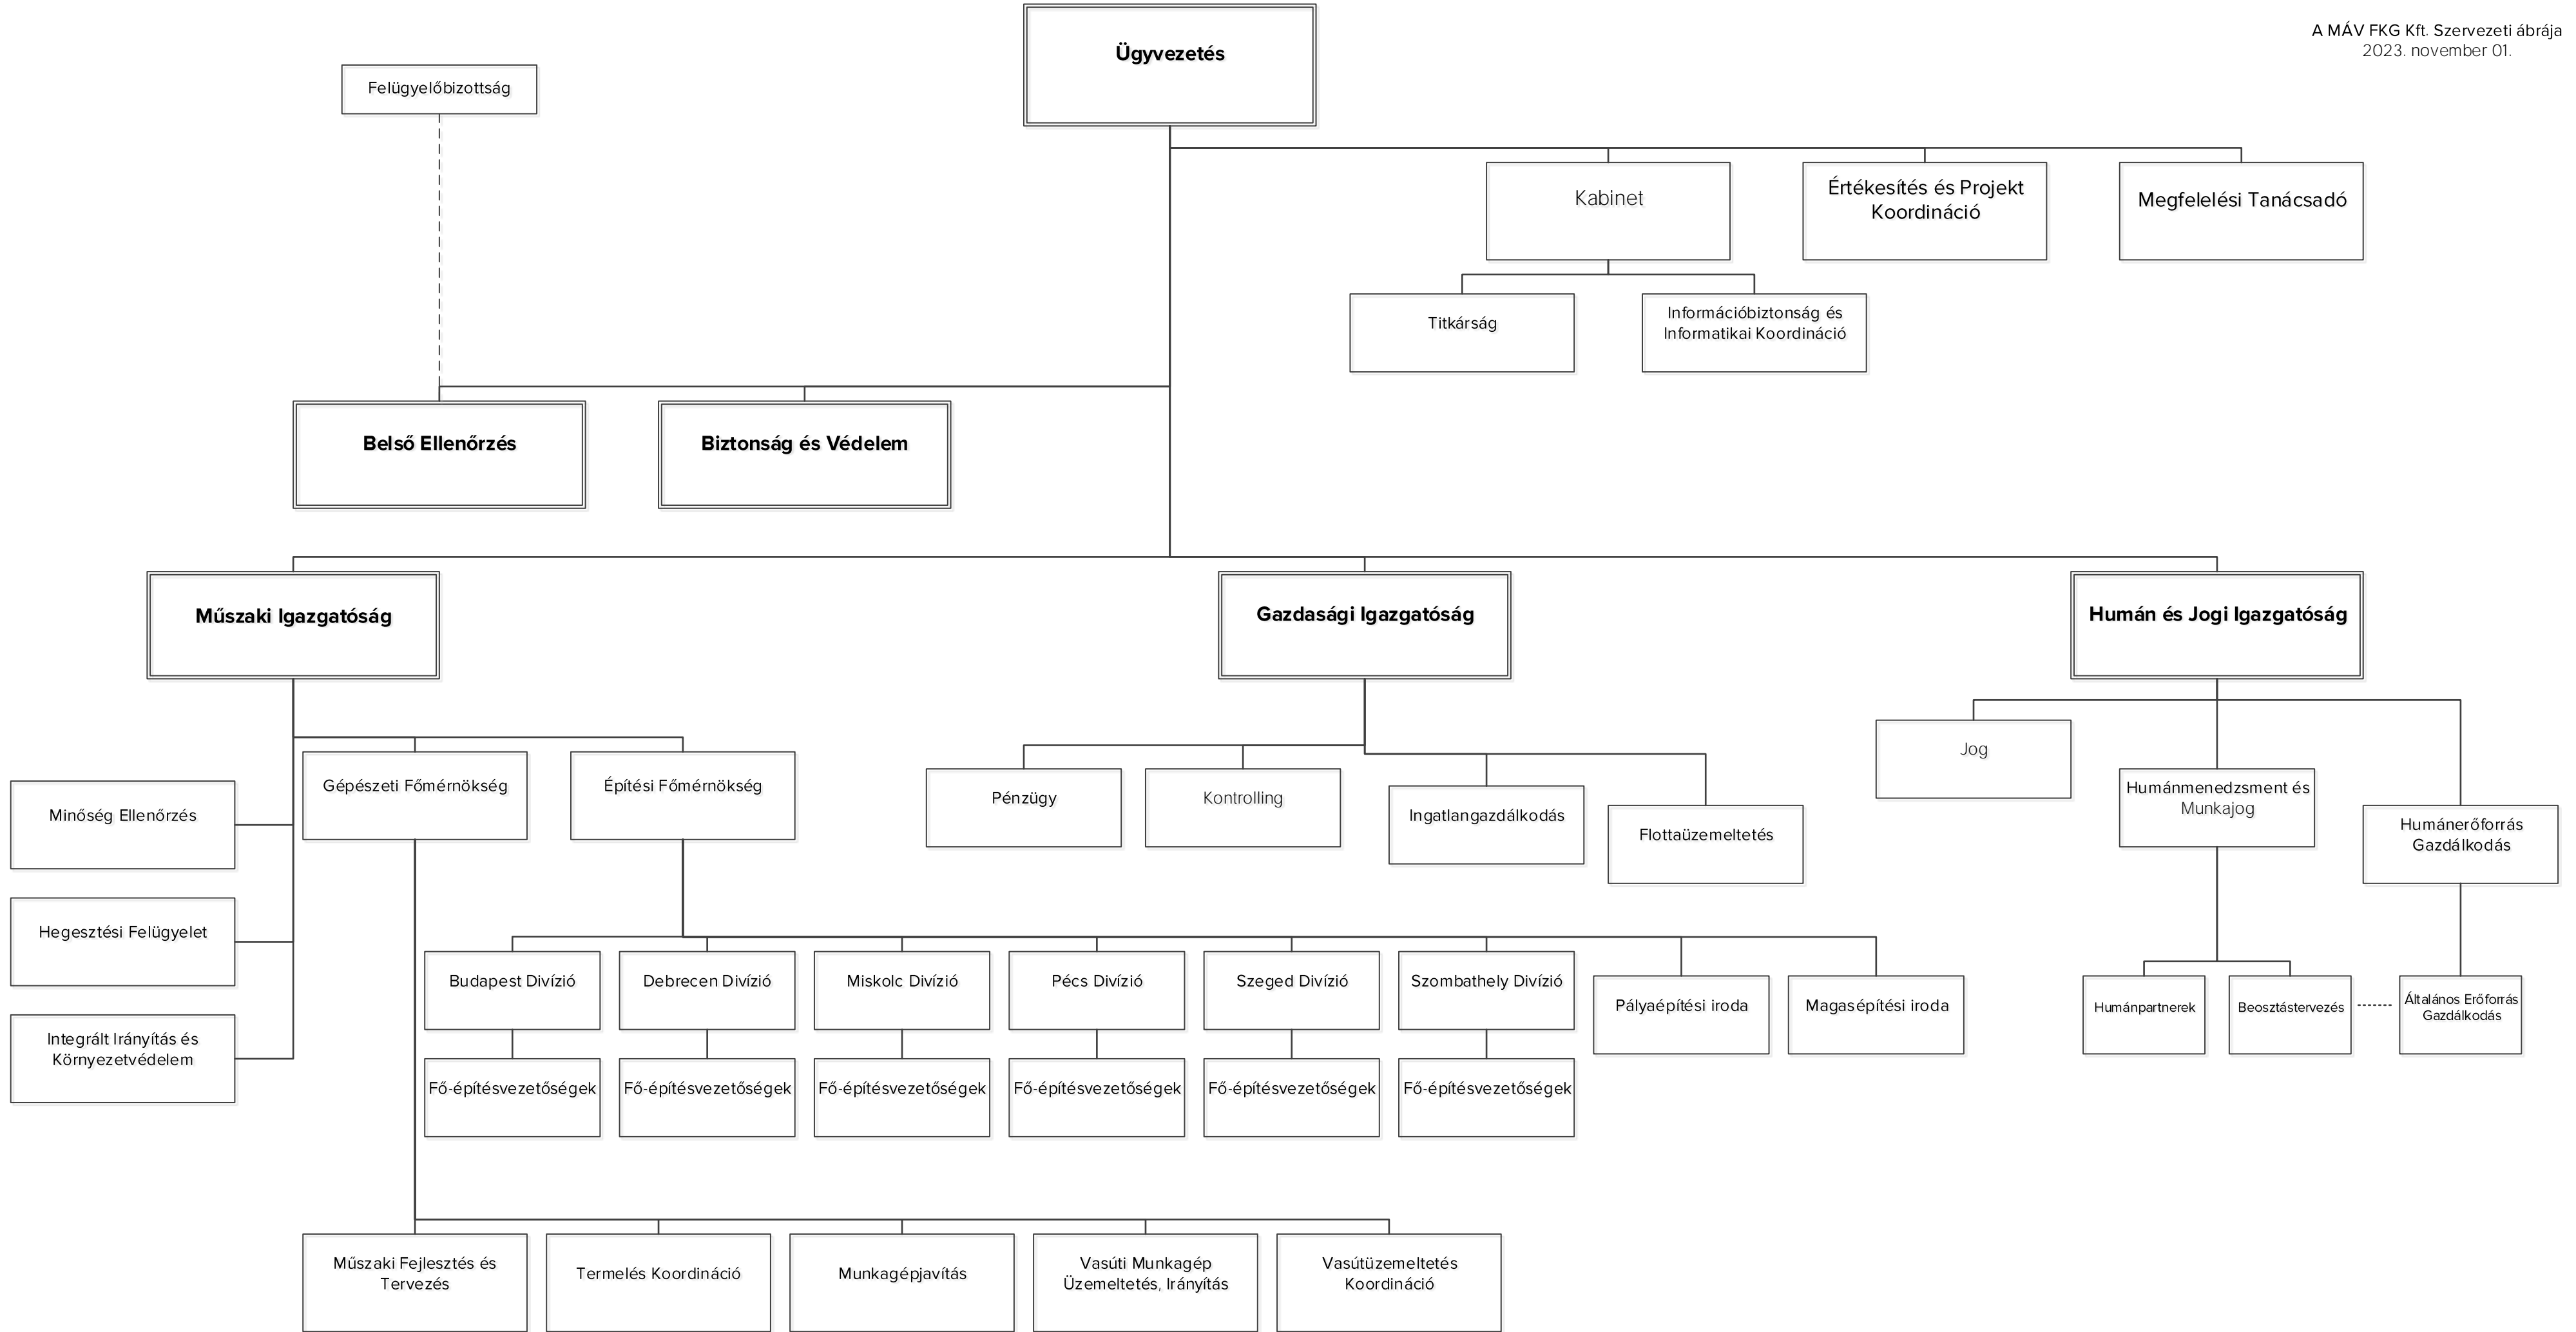 A MÁV FKG Kft. Szervezeti ábrája
2023. november 01.
Ügyvezetés
Felügyelőbizottság
Kabinet
Értékesítés és Projekt
Koordináció
Megfelelési Tanácsadó
Titkárság
Információbiztonság és
Informatikai Koordináció
Belső Ellenőrzés
Biztonság és Védelem
Műszaki Igazgatóság
Gazdasági Igazgatóság
Humán és Jogi Igazgatóság
Minőség Ellenőrzés
Hegesztési Felügyelet
Integrált Irányítás és
Környezetvédelem
Gépészeti Főmérnökség
Építési Főmérnökség
Pénzügy
Kontrolling
Ingatlangazdálkodás
Flottaüzemeltetés
Jog
Humánmenedzsment és
Munkajog
Humánerőforrás
Gazdálkodás
Budapest Divízió
Debrecen Divízió
Miskolc Divízió
Pécs Divízió
Szeged Divízió
Szombathely Divízió
Pályaépítési iroda
Magasépítési iroda
Humánpartnerek
Beosztástervezés
Általános Erőforrás
Gazdálkodás
Fő-építésvezetőségek
Fő-építésvezetőségek
Fő-építésvezetőségek
Fő-építésvezetőségek
Fő-építésvezetőségek
Fő-építésvezetőségek
Műszaki Fejlesztés és
Tervezés
Termelés Koordináció
Munkagépjavítás
Vasúti Munkagép
Üzemeltetés, Irányítás
Vasútüzemeltetés
Koordináció